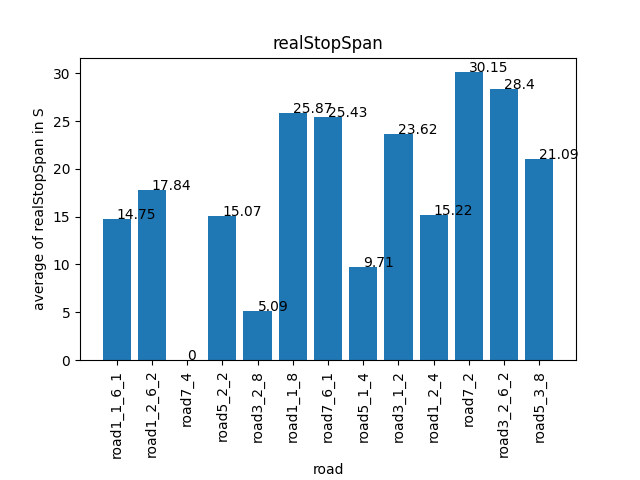 realStopSpan
average of realStopSpan in S
30
25
20
15
10
5
0
14.75
17.84
0
15.07
5.09
25.87
25.43
9.71
23.62
15.22
30.15
28.4
21.09
road1_1_6_1
road1_2_6_2
road7_4
road5_2_2
road3_2_8
road1_1_8
road7_6_1
road5_1_4
road3_1_2
road1_2_4
road7_2
road3_2_6_2
road5_3_8
road